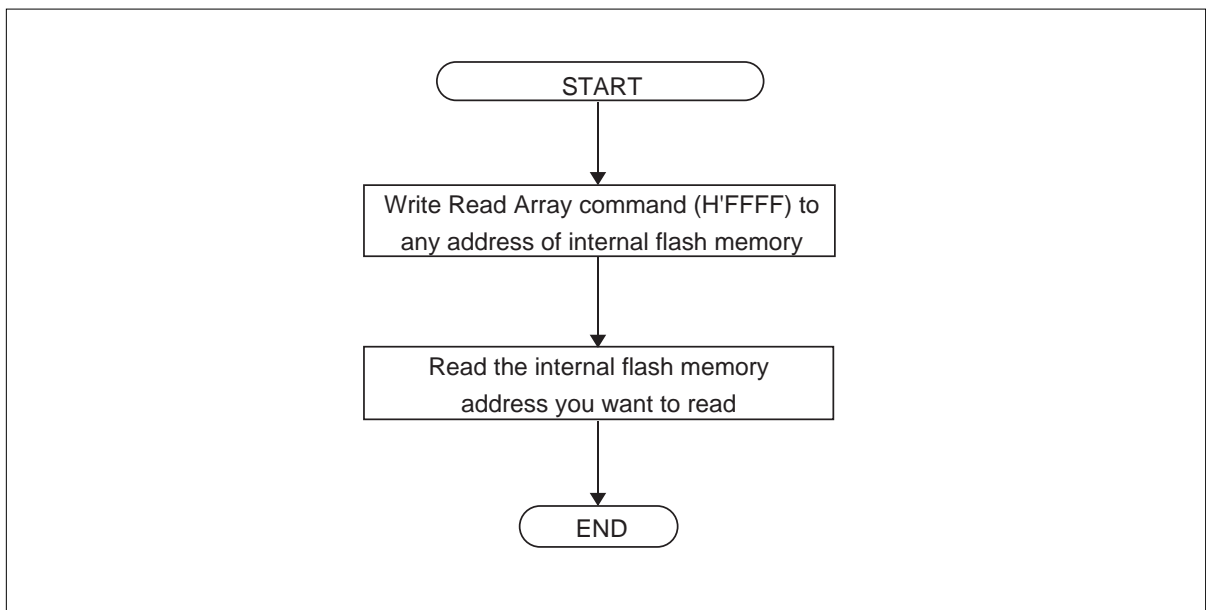 START
Write Read Array command (H'FFFF) to
any address of internal flash memory
Read the internal flash memory
address you want to read
END